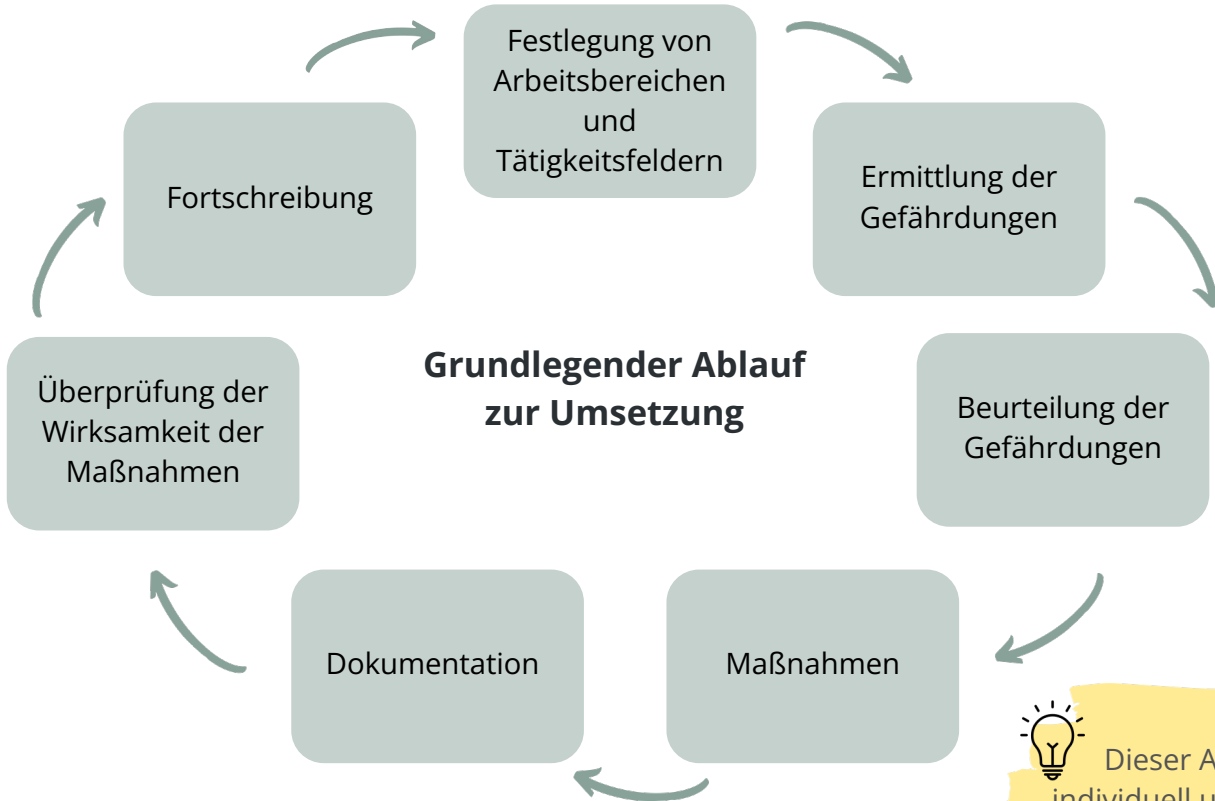 Festlegung von
Arbeitsbereichen
und
Tätigkeitsfeldern
Ermittlung der
Gefährdungen
Beurteilung der
Gefährdungen
Maßnahmen
Dokumentation
Überprüfung der
Wirksamkeit der
Maßnahmen
Fortschreibung
Grundlegender Ablauf
zur Umsetzung
Dieser
individuell